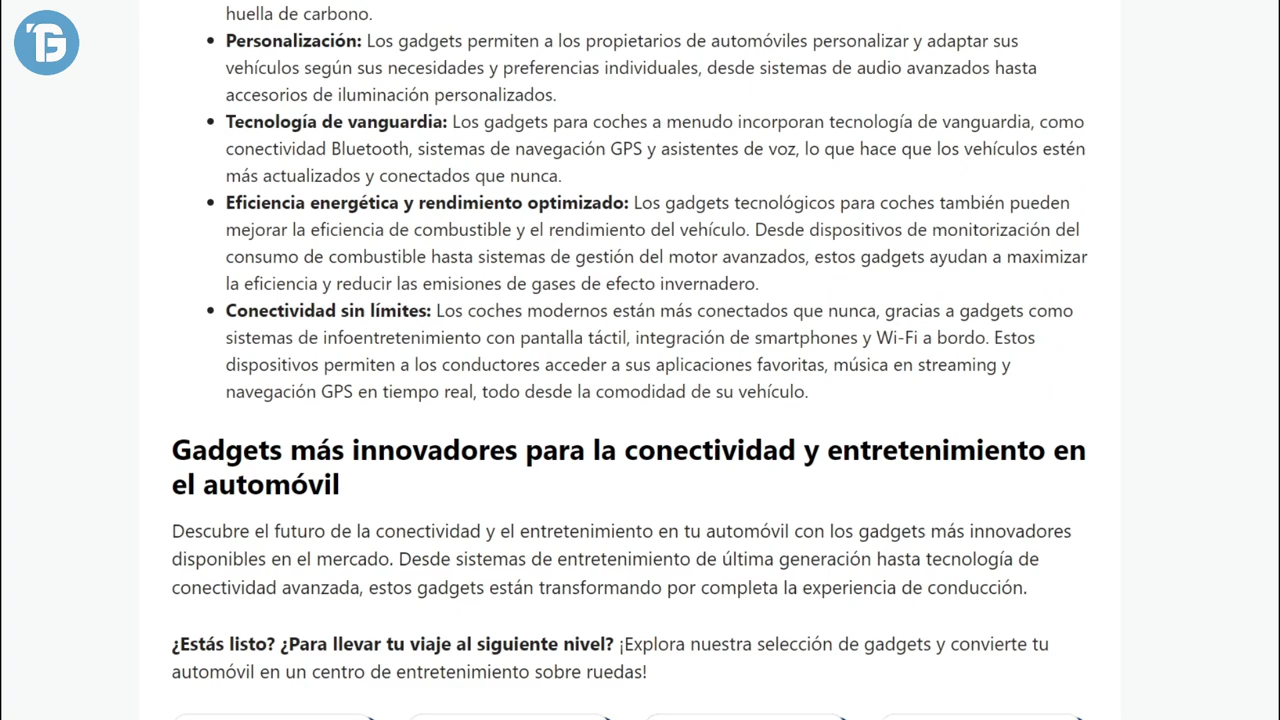 huella de carbono.
Personalización: Los gadgets permiten a los propietarios de automóviles personalizar y adaptar sus
vehículos según sus necesidades y preferencias individuales, desde sistemas de audio avanzados hasta
accesorios de iluminación personalizados.
Tecnología de vanguardia: Los gadgets para coches a menudo incorporan tecnología de vanguardia, como
conectividad Bluetooth, sistemas de navegación GPS y asistentes de voz, lo que hace que los vehículos estén
más actualizados y conectados que nunca.
Eficiencia energética y rendimiento optimizado: Los gadgets tecnológicos para coches también pueden
mejorar la eficiencia de combustible y el rendimiento del vehículo. Desde dispositivos de monitorización del
consumo de combustible hasta sistemas de gestión del motor avanzados, estos gadgets ayudan a maximizar
la eficiencia y reducir las emisiones de gases de efecto invernadero.
Conectividad sin límites: Los coches modernos están más conectados que nunca, gracias a gadgets como
sistemas de infoentretenimiento con pantalla táctil, integración de smartphones y Wi-Fi a bordo. Estos
dispositivos permiten a los conductores acceder a sus aplicaciones favoritas, música en streaming y
navegación GPS en tiempo real, todo desde la comodidad de su vehículo.
Gadgets más innovadores para la conectividad y entretenimiento en
el automóvil
Descubre el futuro de la conectividad y el entretenimiento en tu automóvil con los gadgets más innovadores
disponibles en el mercado. Desde sistemas de entretenimiento de última generación hasta tecnología de
conectividad avanzada, estos gadgets están transformando por completa la experiencia de conducción.
¿Estás listo? ¿Para llevar tu viaje al siguiente nivel? ¡Explora nuestra selección de gadgets y convierte tu
automóvil en un centro de entretenimiento sobre ruedas!